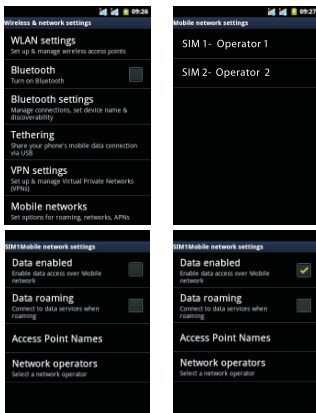 09:26
Wireless & network settings
WLAN settings
Set up & manage wireless access points
Bluetooth
Turn on Bluetooth
Bluetooth settings
Manage connections, set device name &
discoverability
Tethering
Share your phone's mobile data connection
via USB
VPN settings
Set up & manage Virtual Private Networks
(VPNs)
Mobile networks
Set options for roaming, networks, APNs
09:27
Mobile network settings
SIM 1- Operator 1
SIM 2- Operator 2
SIM1Mobile network settings
Data enabled
Enable data access over Mobile
network
Data roaming
Connect to data services when
roaming
Access Point Names
Network operators
Select a network operator
SIM1Mobile network settings
Data enabled
Enable data access over Mobile
network
Data roaming
Connect to data services when
roaming
Access Point Names
Network operators
Select a network operator